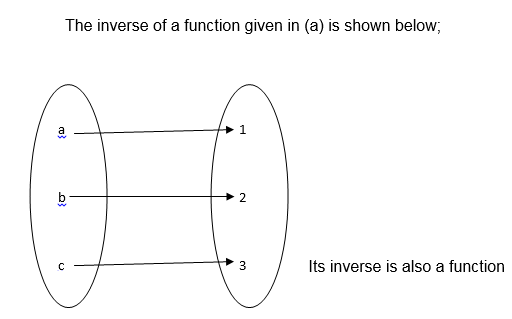 The inverse of a function given in (a) is shown below;
a 1
b 2
c 3 Its inverse is also a function